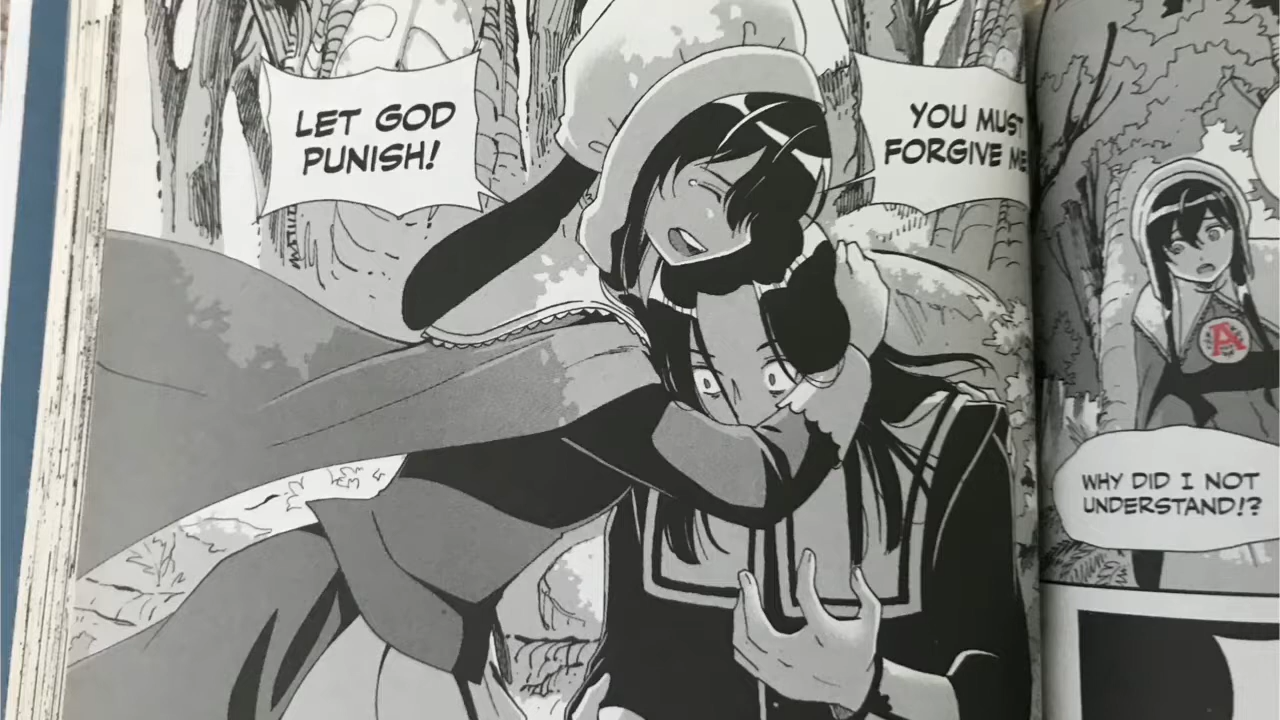 LET GOD
PUNISH!
YOU MUST
FORGIVE ME
A
WHY DID I NOT
UNDERSTAND!?